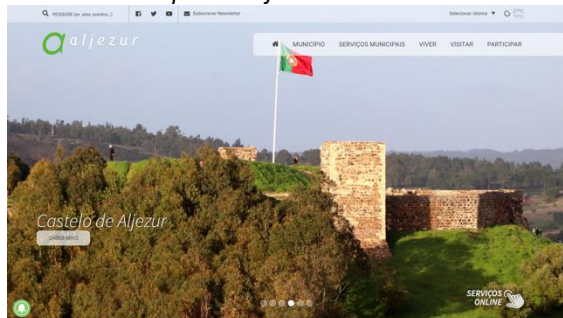 PESQUISE (ex. atas, eventos...)
Subscrever Newsletter
Selecionar idioma ▼
aljezur
MUNICÍPIO SERVIÇOS MUNICIPAIS VIVER VISITAR PARTICIPAR
Castelo de Aljezur
SABER MAIS
SERVIÇOS
ONLINE